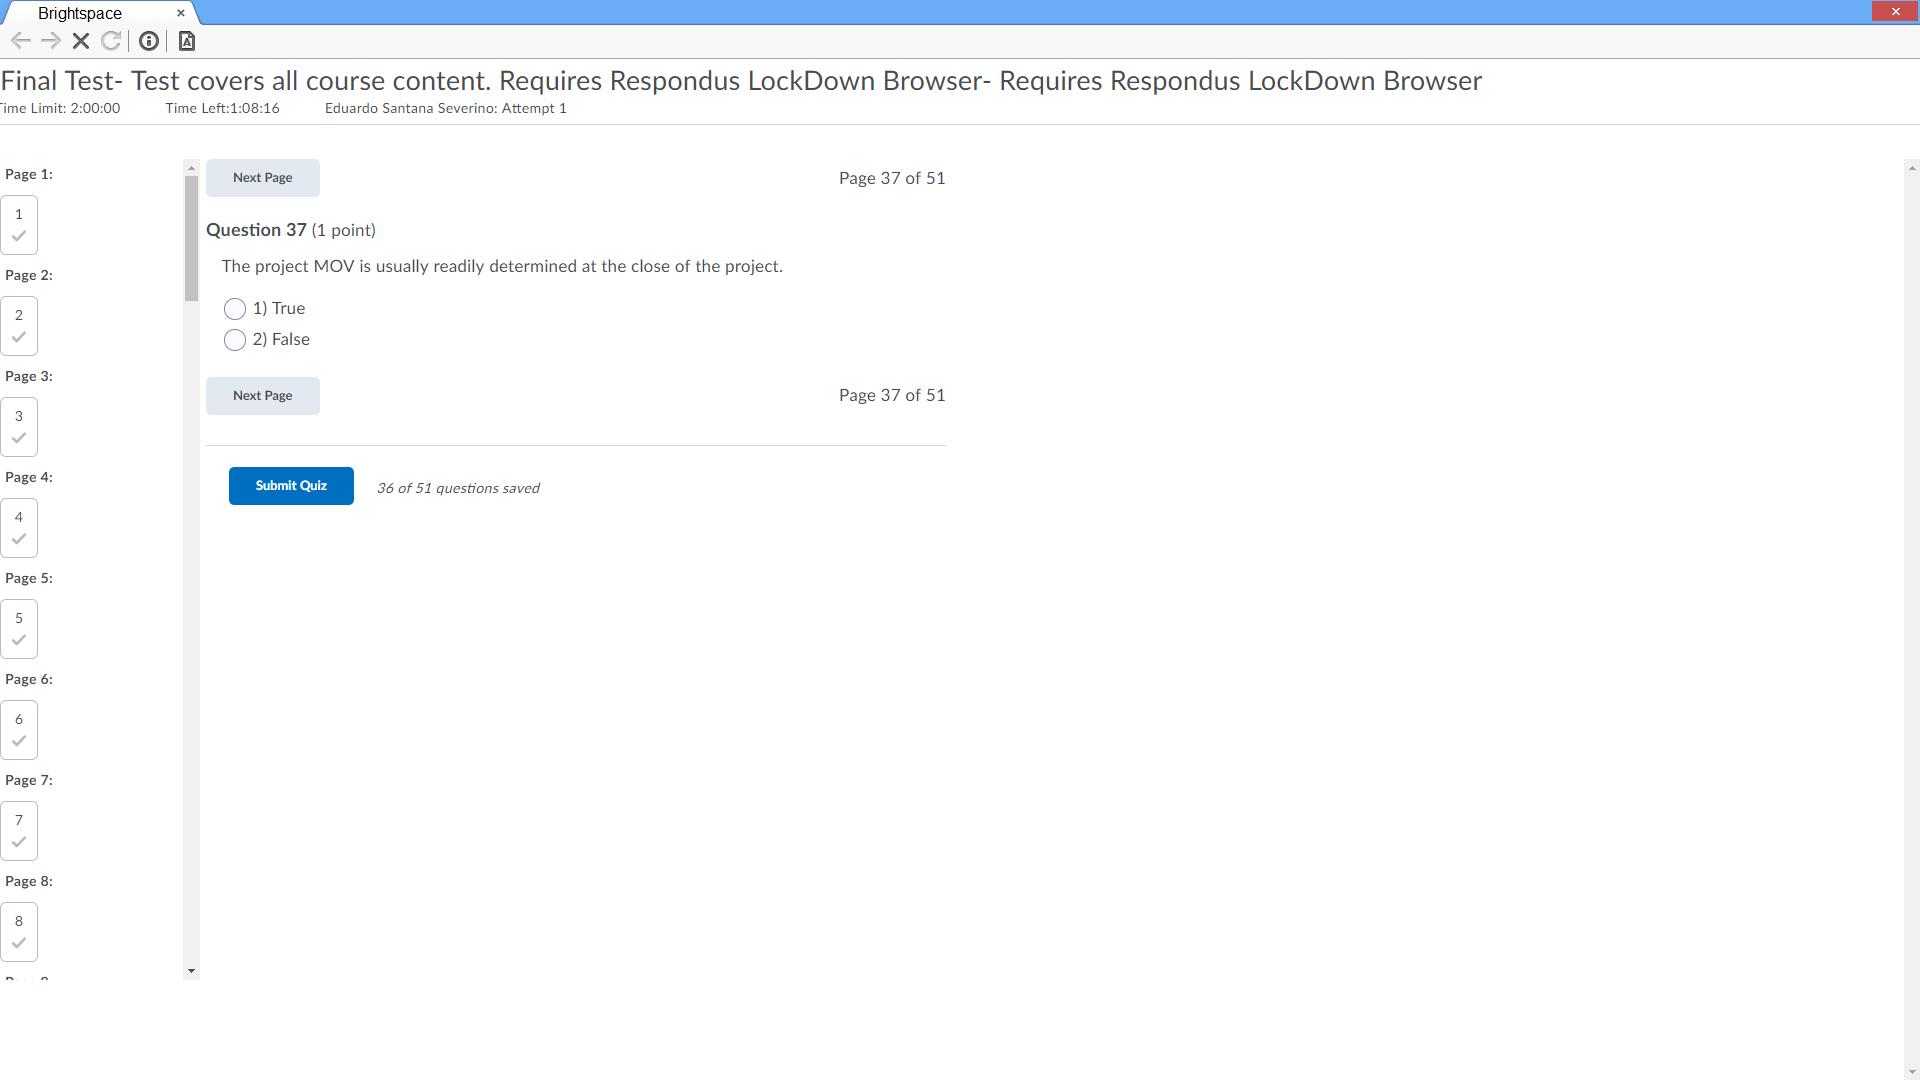 Brightspace
Final Test- Test covers all course content. Requires Respondus LockDown Browser- Requires Respondus LockDown Browser
Time Limit: 2:00:00 Time Left:1:08:16 Eduardo Santana Severino: Attempt 1
Page 1:
1
Page 2:
2
Page 3:
3
Page 4:
4
Page 5:
5
Page 6:
6
Page 7:
7
Page 8:
8
Next Page Page 37 of 51
Question 37 (1 point)
The project MOV is usually readily determined at the close of the project.
1) True
2) False
Next Page Page 37 of 51
Submit Quiz 36 of 51 questions saved